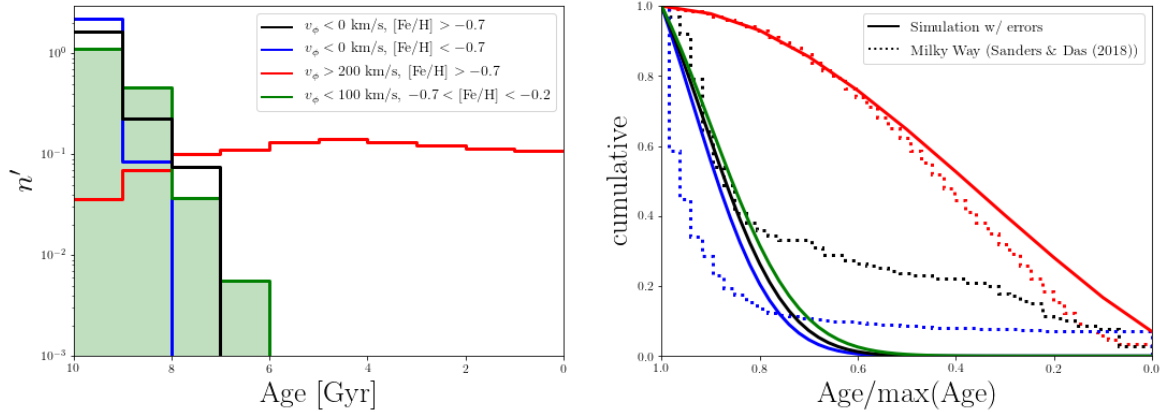 10⁰
10⁻¹
10⁻²
10⁻³
n′
10
8
6
4
2
0
Age [Gyr]
v_ϕ < 0 km/s, [Fe/H] > −0.7
v_ϕ < 0 km/s, [Fe/H] < −0.7
v_ϕ > 200 km/s, [Fe/H] > −0.7
v_ϕ < 100 km/s, −0.7 < [Fe/H] < −0.2
1.0
0.8
0.6
0.4
0.2
0.0
cumulative
1.0
0.8
0.6
0.4
0.2
0.0
Age/max(Age)
Simulation w/ errors
Milky Way (Sanders & Das (2018))